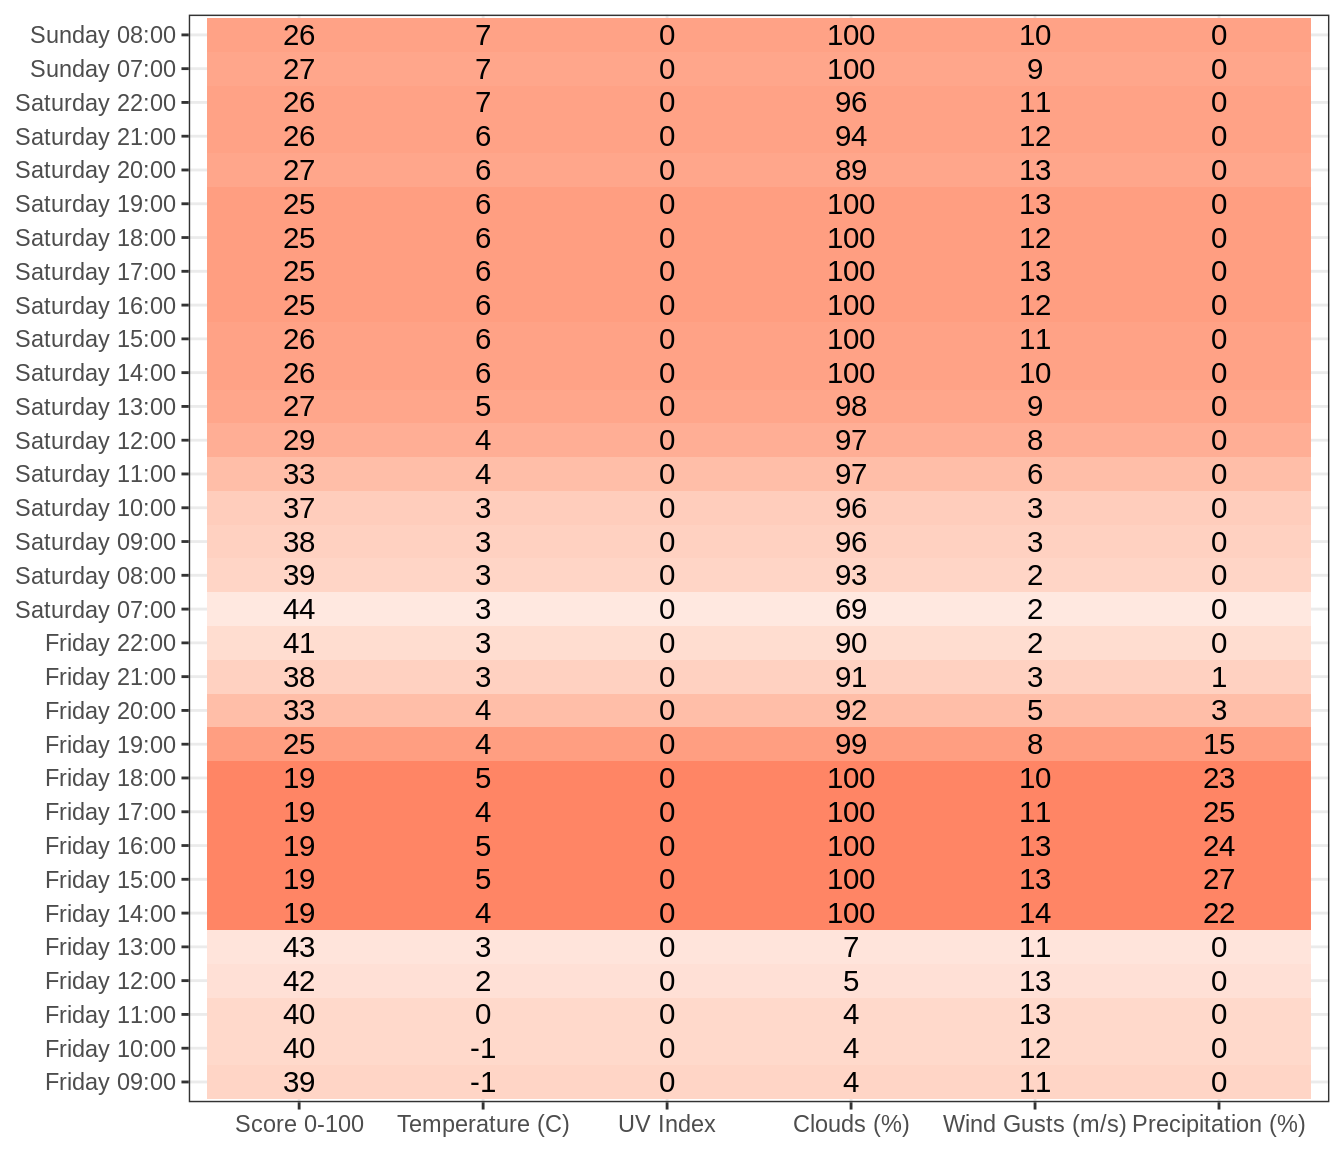 Sunday 08:00 26 7 0 100 10 0
Sunday 07:00 27 7 0 100 9 0
Saturday 22:00 26 7 0 96 11 0
Saturday 21:00 26 6 0 94 12 0
Saturday 20:00 27 6 0 89 13 0
Saturday 19:00 25 6 0 100 13 0
Saturday 18:00 25 6 0 100 12 0
Saturday 17:00 25 6 0 100 13 0
Saturday 16:00 25 6 0 100 12 0
Saturday 15:00 26 6 0 100 11 0
Saturday 14:00 26 6 0 100 10 0
Saturday 13:00 27 5 0 98 9 0
Saturday 12:00 29 4 0 97 8 0
Saturday 11:00 33 4 0 97 6 0
Saturday 10:00 37 3 0 96 3 0
Saturday 09:00 38 3 0 96 3 0
Saturday 08:00 39 3 0 93 2 0
Saturday 07:00 44 3 0 69 2 0
Friday 22:00 41 3 0 90 2 0
Friday 21:00 38 3 0 91 3 1
Friday 20:00 33 4 0 92 5 3
Friday 19:00 25 4 0 99 8 15
Friday 18:00 19 5 0 100 10 23
Friday 17:00 19 4 0 100 11 25
Friday 16:00 19 5 0 100 13 24
Friday 15:00 19 5 0 100 13 27
Friday 14:00 19 4 0 100 14 22
Friday 13:00 43 3 0 7 11 0
Friday 12:00 42 2 0 5 13 0
Friday 11:00 40 0 0 4 13 0
Friday 10:00 40 -1 0 4 12 0
Friday 09:00 39 -1 0 4 11 0
Score 0-100 Temperature (C) UV Index Clouds (%) Wind Gusts (m/s) Precipitation (%)